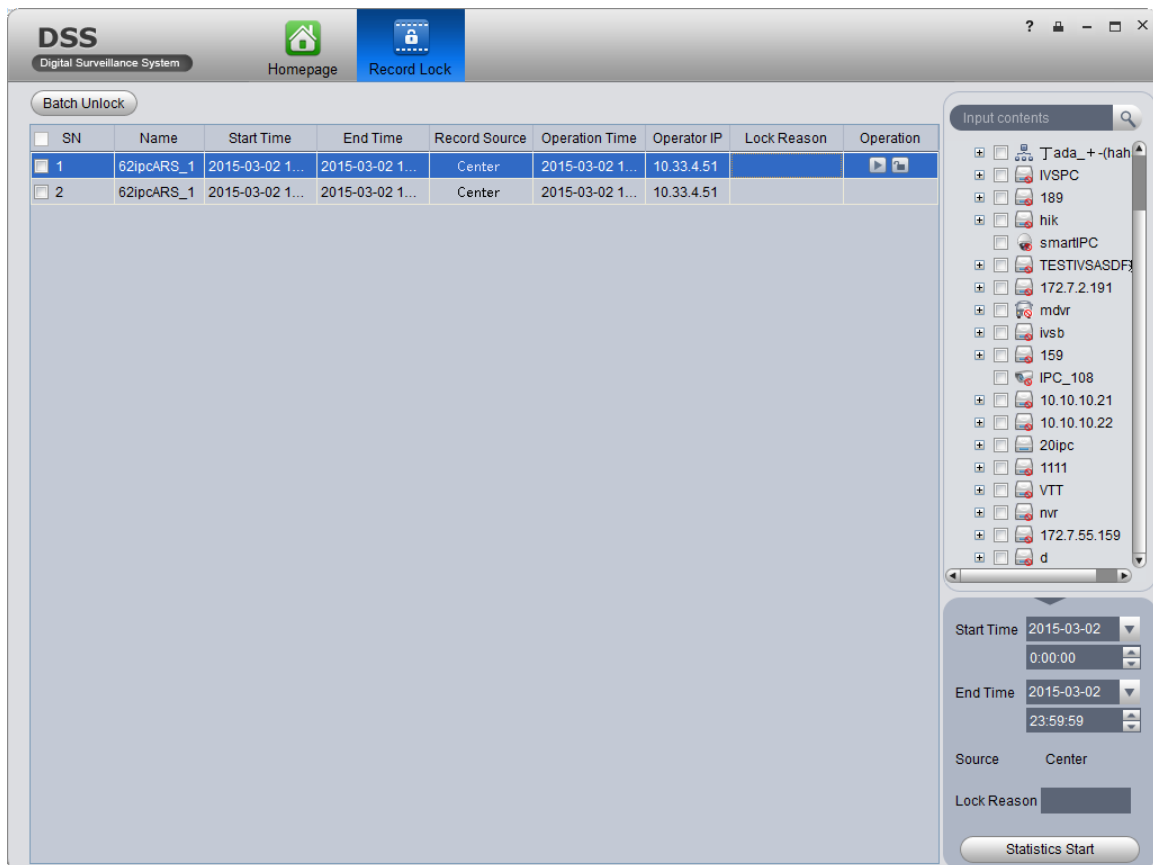 DSS
Digital Surveillance System
Homepage
Record Lock
?
Batch Unlock
SN Name Start Time End Time Record Source Operation Time Operator IP Lock Reason Operation
1 62ipcARS_1 2015-03-02 1... 2015-03-02 1... Center 2015-03-02 1... 10.33.4.51
2 62ipcARS_1 2015-03-02 1... 2015-03-02 1... Center 2015-03-02 1... 10.33.4.51
Input contents
丁ada_+-(hah
IVSPC
189
hik
smartIPC
172.7.2.191
mdvr
ivsb
159
IPC_108
10.10.10.21
10.10.10.22
20ipc
1111
VTT
nvr
172.7.55.159
d
Start Time 2015-03-02
0:00:00
End Time 2015-03-02
23:59:59
Source Center
Lock Reason
Statistics Start